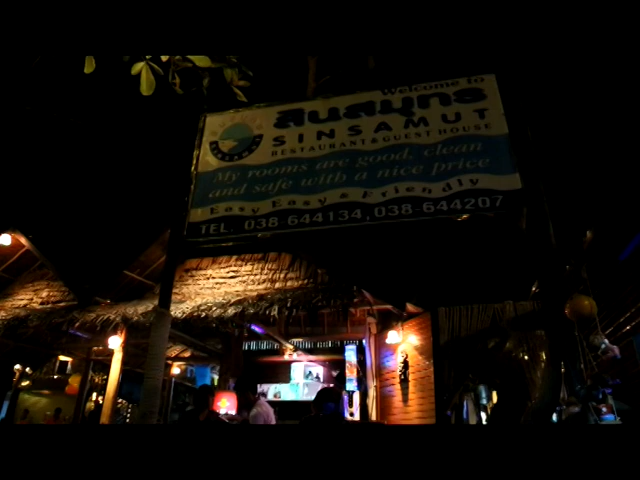 Welcome to
สินสมุทร
SINSAMUT
RESTAURANT & GUEST HOUSE
My rooms are good, clean
and safe with a nice price
Easy Easy & Friendly
TEL. 038-644134, 038-644207